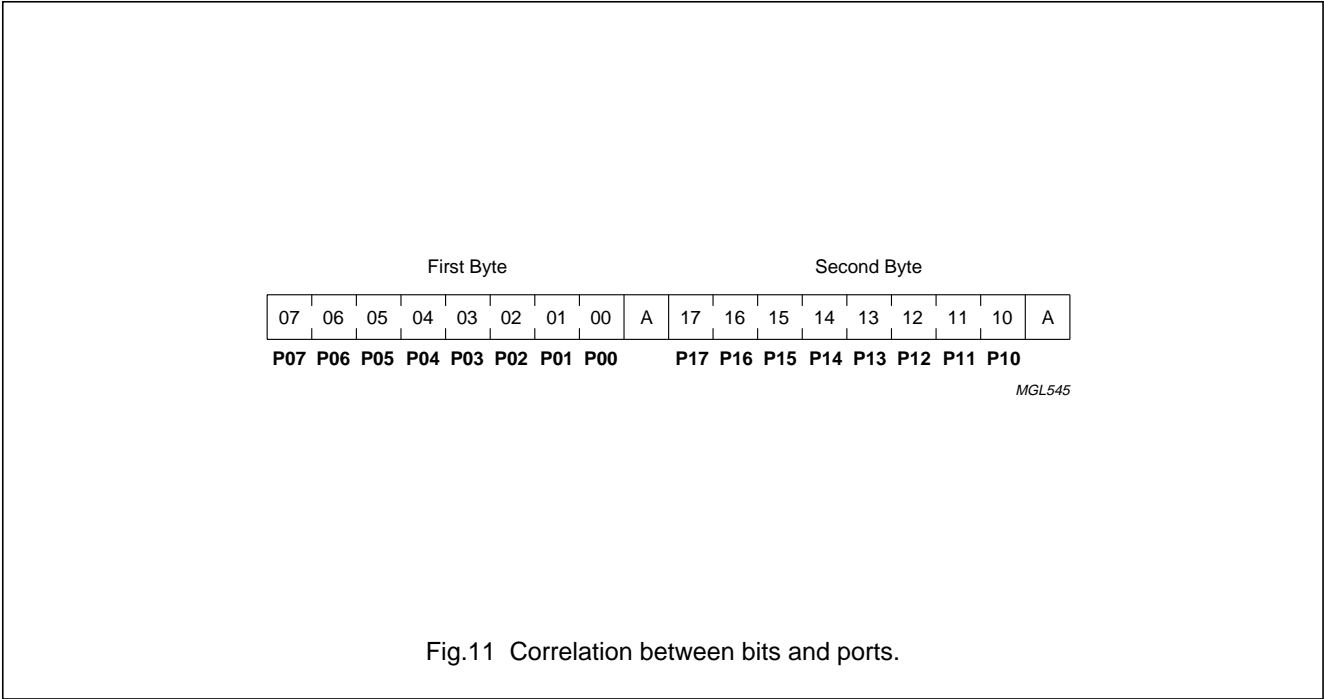 First Byte Second Byte
07 06 05 04 03 02 01 00 A 17 16 15 14 13 12 11 10 A
P07 P06 P05 P04 P03 P02 P01 P00 P17 P16 P15 P14 P13 P12 P11 P10
MGL545
Fig.11 Correlation between bits and ports.